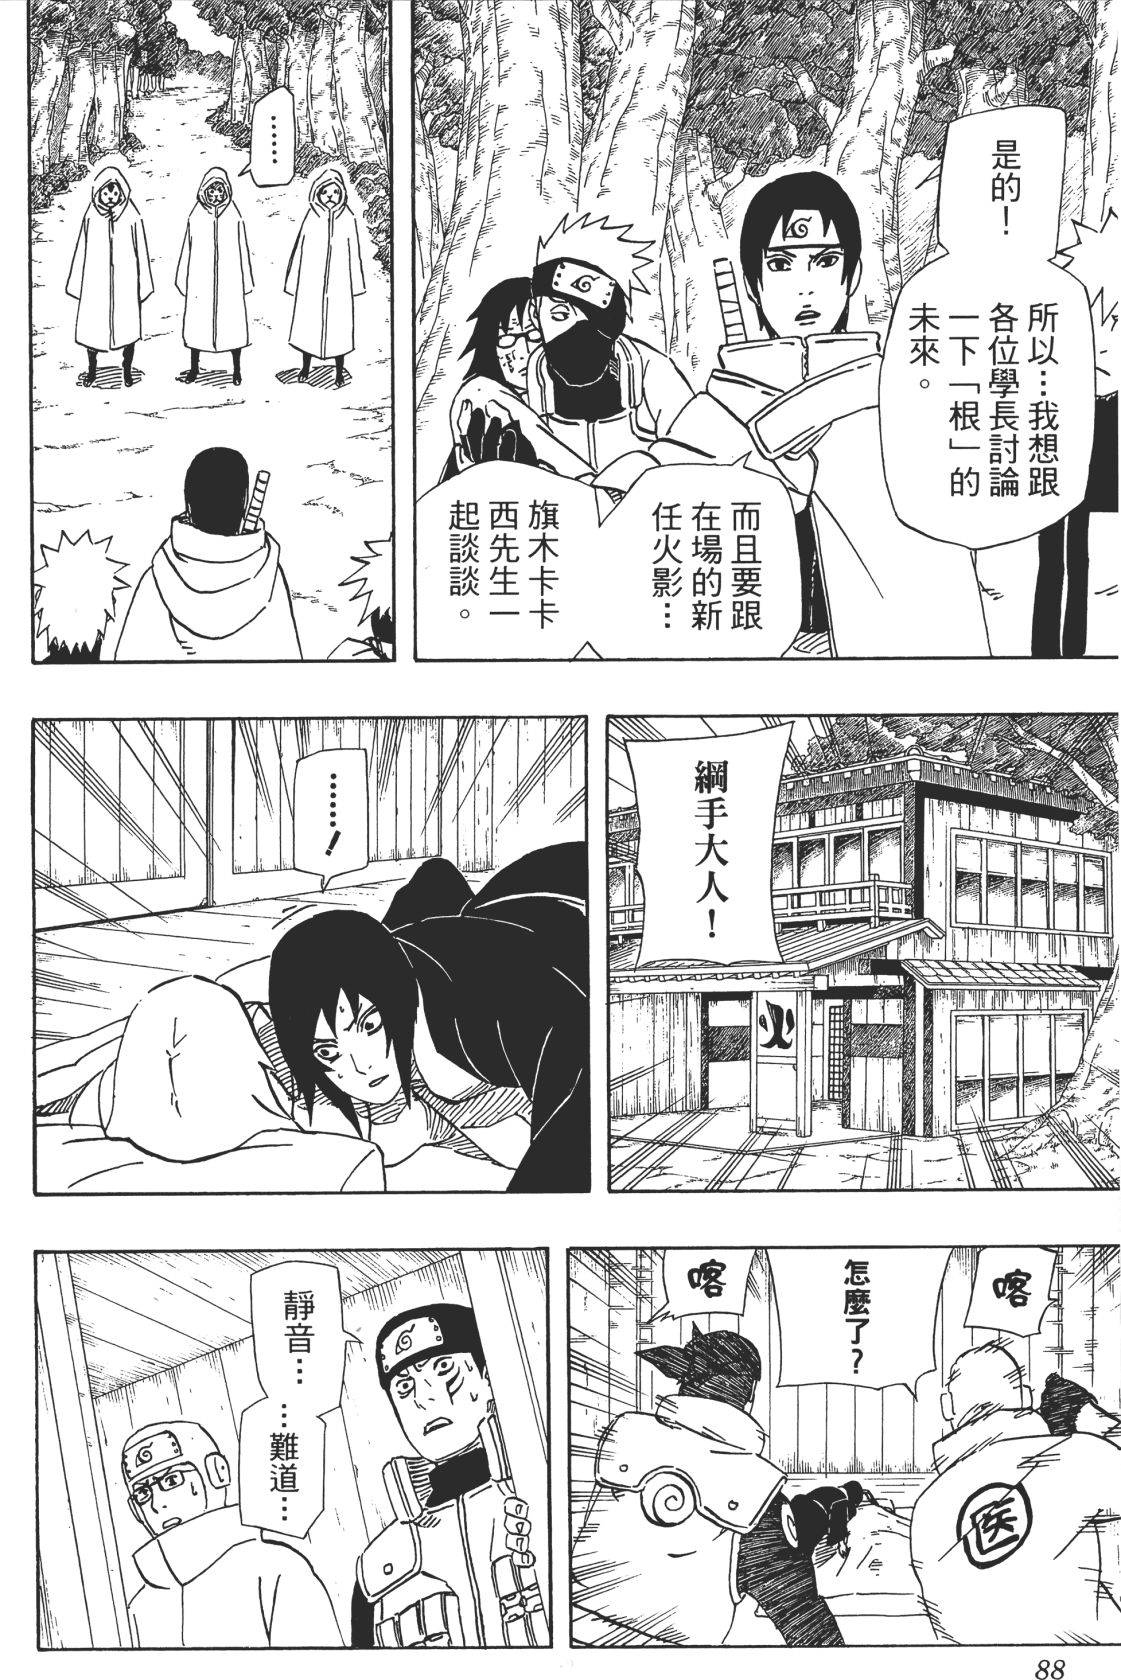 是的！
所以…我想跟
各位學長討論
一下「根」的
未來。
而且要跟
在場的新
任火影…
旗木卡卡
西先生一
起談談。
……
綱手大人！
火
……！
喀
怎麼了？
喀
医
靜音…
…難道…
88